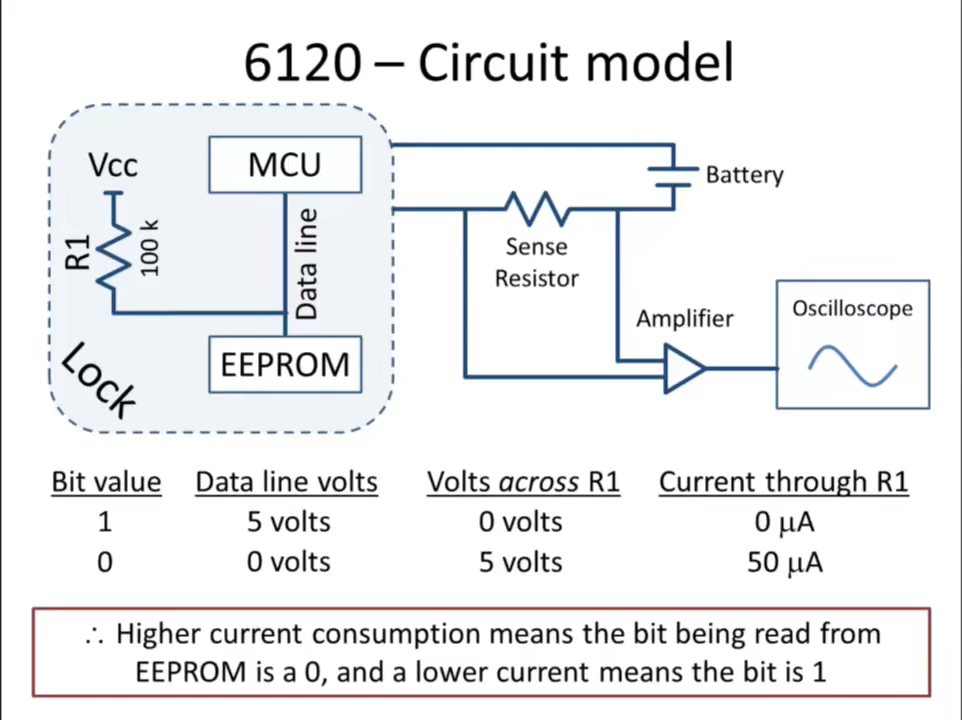 6120 – Circuit model
Vcc
MCU
R1
100 k
Data line
EEPROM
Lock
Battery
Sense
Resistor
Amplifier
Oscilloscope
Bit value Data line volts Volts across R1 Current through R1
1 5 volts 0 volts 0 µA
0 0 volts 5 volts 50 µA
∴ Higher current consumption means the bit being read from
EEPROM is a 0, and a lower current means the bit is 1